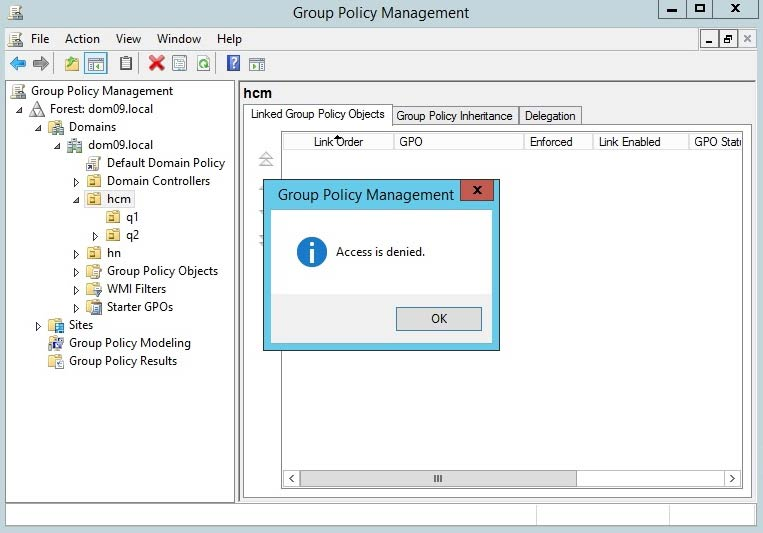 Group Policy Management
File Action View Window Help
Group Policy Management
Forest: dom09.local
Domains
dom09.local
Default Domain Policy
Domain Controllers
hcm
q1
q2
hn
Group Policy Objects
WMI Filters
Starter GPOs
Sites
Group Policy Modeling
Group Policy Results
hcm
Linked Group Policy Objects Group Policy Inheritance Delegation
Link Order GPO Enforced Link Enabled GPO Statu
Group Policy Management
Access is denied.
OK